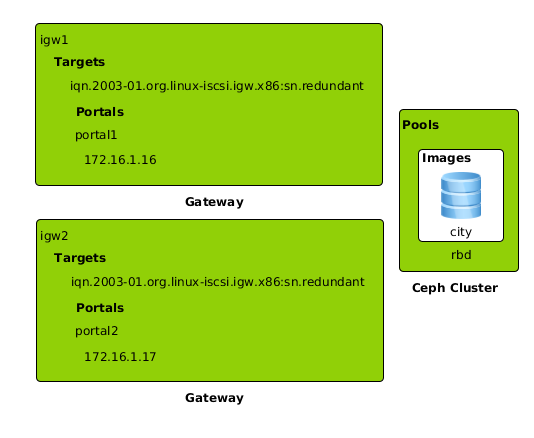 igw1
Targets
iqn.2003-01.org.linux-iscsi.igw.x86:sn.redundant
Portals
portal1
172.16.1.16
Gateway
igw2
Targets
iqn.2003-01.org.linux-iscsi.igw.x86:sn.redundant
Portals
portal2
172.16.1.17
Gateway
Pools
Images
city
rbd
Ceph Cluster